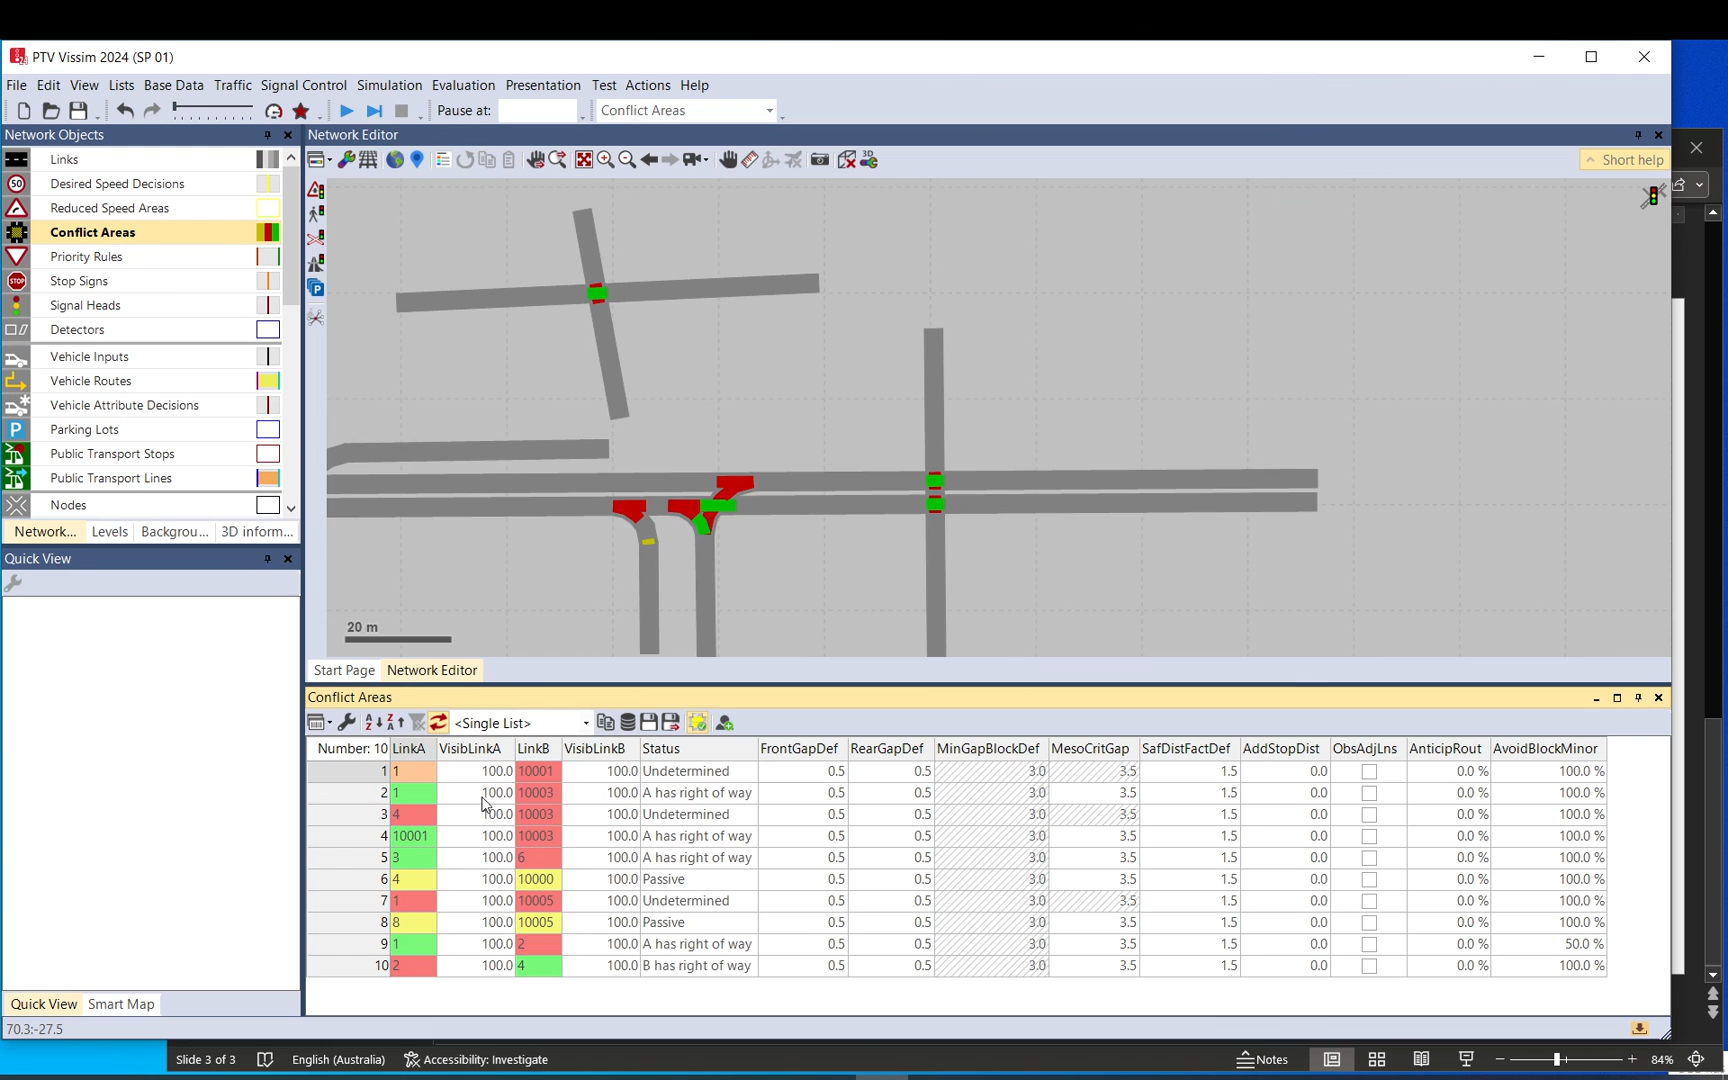 PTV Vissim 2024 (SP 01)
File Edit View Lists Base Data Traffic Signal Control Simulation Evaluation Presentation Test Actions Help
Pause at: Conflict Areas
Network Objects
Links
50 Desired Speed Decisions
Reduced Speed Areas
Conflict Areas
Priority Rules
STOP Stop Signs
Signal Heads
Detectors
Vehicle Inputs
Vehicle Routes
Vehicle Attribute Decisions
P Parking Lots
Public Transport Stops
Public Transport Lines
Nodes
Network... Levels Backgrou... 3D inform...
Quick View
Quick View Smart Map
70.3:-27.5
Network Editor
3D
Short help
P
20 m
Start Page Network Editor
Conflict Areas
<Single List>
Number: 10 LinkA VisibLinkA LinkB VisibLinkB Status FrontGapDef RearGapDef MinGapBlockDef MesoCritGap SafDistFactDef AddStopDist ObsAdjLns AnticipRout AvoidBlockMinor
1 1 100.0 10001 100.0 Undetermined 0.5 0.5 3.0 3.5 1.5 0.0 0.0 % 100.0 %
2 1 100.0 10003 100.0 A has right of way 0.5 0.5 3.0 3.5 1.5 0.0 0.0 % 100.0 %
3 4 100.0 10003 100.0 Undetermined 0.5 0.5 3.0 3.5 1.5 0.0 0.0 % 100.0 %
4 10001 100.0 10003 100.0 A has right of way 0.5 0.5 3.0 3.5 1.5 0.0 0.0 % 100.0 %
5 3 100.0 6 100.0 A has right of way 0.5 0.5 3.0 3.5 1.5 0.0 0.0 % 100.0 %
6 4 100.0 10000 100.0 Passive 0.5 0.5 3.0 3.5 1.5 0.0 0.0 % 100.0 %
7 1 100.0 10005 100.0 Undetermined 0.5 0.5 3.0 3.5 1.5 0.0 0.0 % 100.0 %
8 8 100.0 10005 100.0 Passive 0.5 0.5 3.0 3.5 1.5 0.0 0.0 % 100.0 %
9 1 100.0 2 100.0 A has right of way 0.5 0.5 3.0 3.5 1.5 0.0 0.0 % 50.0 %
10 2 100.0 4 100.0 B has right of way 0.5 0.5 3.0 3.5 1.5 0.0 0.0 % 100.0 %
Slide 3 of 3 English (Australia) Accessibility: Investigate Notes 84%